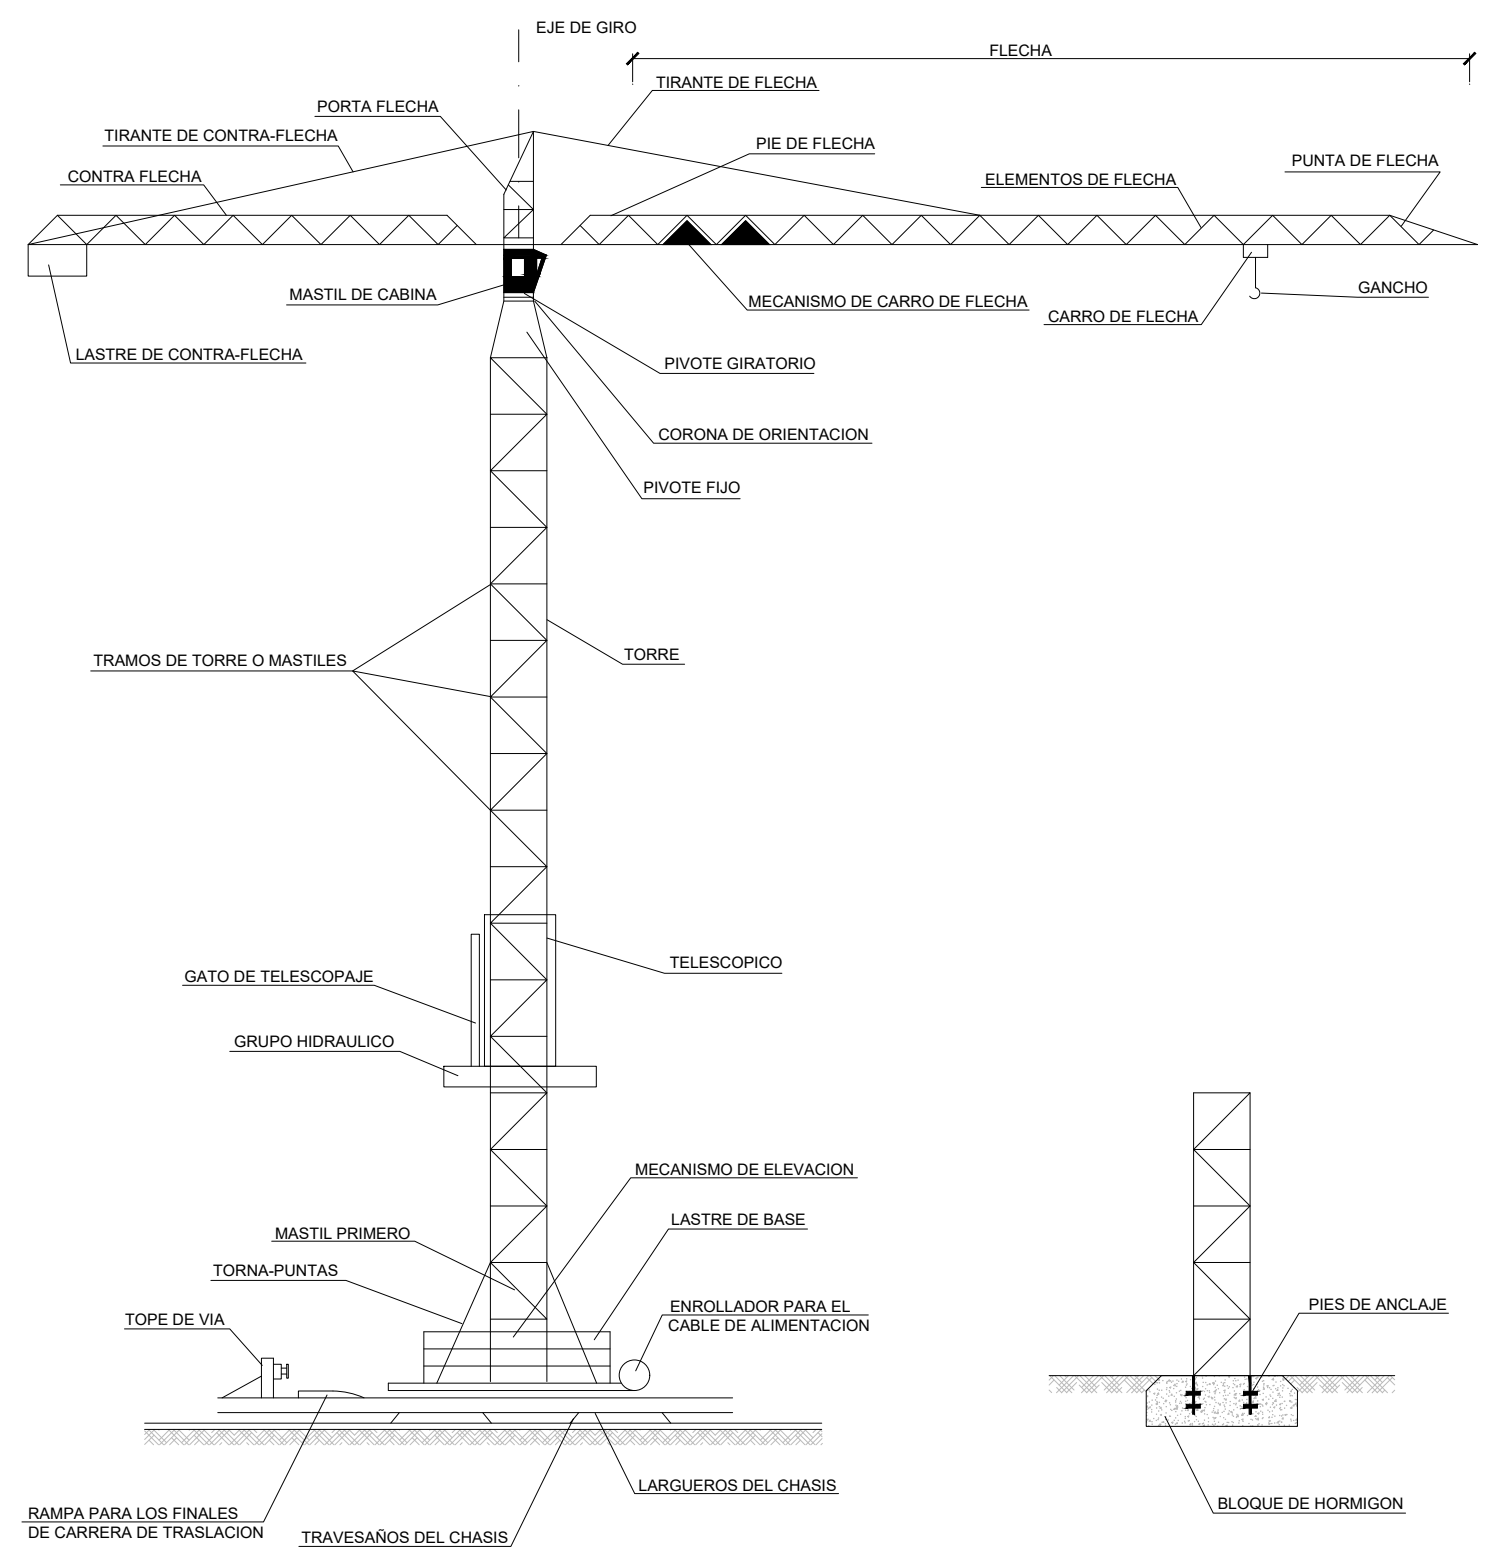 EJE DE GIRO
FLECHA
TIRANTE DE FLECHA
PORTA FLECHA
TIRANTE DE CONTRA-FLECHA
PIE DE FLECHA
PUNTA DE FLECHA
CONTRA FLECHA
ELEMENTOS DE FLECHA
MASTIL DE CABINA
MECANISMO DE CARRO DE FLECHA
GANCHO
CARRO DE FLECHA
LASTRE DE CONTRA-FLECHA
PIVOTE GIRATORIO
CORONA DE ORIENTACION
PIVOTE FIJO
TRAMOS DE TORRE O MASTILES
TORRE
TELESCOPICO
GATO DE TELESCOPAJE
GRUPO HIDRAULICO
MECANISMO DE ELEVACION
LASTRE DE BASE
MASTIL PRIMERO
TORNA-PUNTAS
ENROLLADOR PARA EL
CABLE DE ALIMENTACION
TOPE DE VIA
PIES DE ANCLAJE
LARGUEROS DEL CHASIS
BLOQUE DE HORMIGON
RAMPA PARA LOS FINALES
DE CARRERA DE TRASLACION
TRAVESAÑOS DEL CHASIS